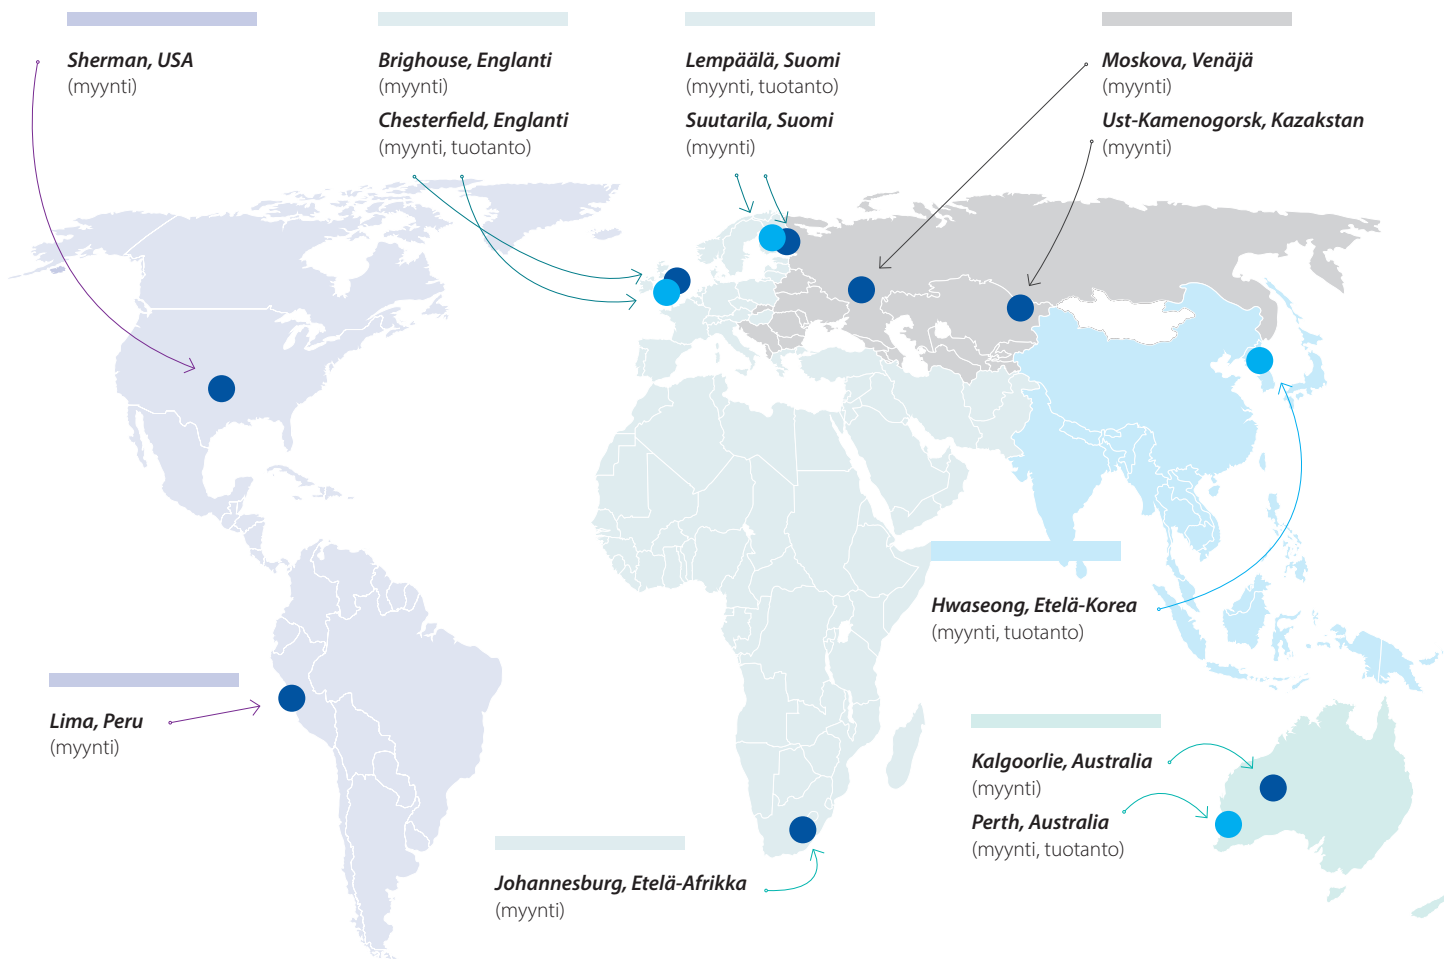 Sherman, USA
(myynti)
Brighouse, Englanti
(myynti)
Chesterfield, Englanti
(myynti, tuotanto)
Lempäälä, Suomi
(myynti, tuotanto)
Suutarila, Suomi
(myynti)
Moskova, Venäjä
(myynti)
Ust-Kamenogorsk, Kazakstan
(myynti)
Hwaseong, Etelä-Korea
(myynti, tuotanto)
Lima, Peru
(myynti)
Kalgoorlie, Australia
(myynti)
Perth, Australia
(myynti, tuotanto)
Johannesburg, Etelä-Afrikka
(myynti)